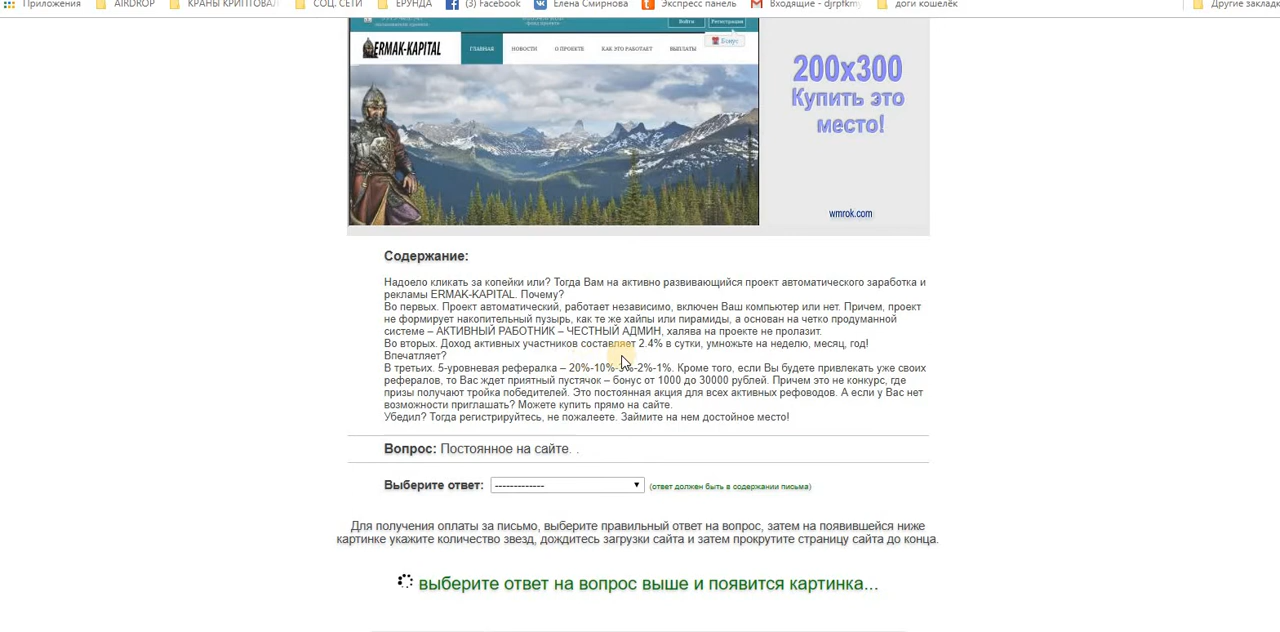 Приложения AIRDROP КРАНЫ КРИПТОВАЛ СОЦ. СЕТИ ЕРУНДА (3) Facebook Елена Смирнова Экспресс панель Входящие - djrpfkmy доги кошелёк Другие заклад
Войти Регистрация
Бонус
ERMAK-KAPITAL ГЛАВНАЯ НОВОСТИ О ПРОЕКТЕ КАК ЭТО РАБОТАЕТ ВЫПЛАТЫ
200x300
Купить это
место!
wmrok.com
Содержание:
Надоело кликать за копейки или? Тогда Вам на активно развивающийся проект автоматического заработка и
рекламы ERMAK-KAPITAL. Почему?
Во первых. Проект автоматический, работает независимо, включен Ваш компьютер или нет. Причем, проект
не формирует накопительный пузырь, как те же хайпы или пирамиды, а основан на четко продуманной
системе – АКТИВНЫЙ РАБОТНИК – ЧЕСТНЫЙ АДМИН, халява на проекте не пролазит.
Во вторых. Доход активных участников составляет 2.4% в сутки, умножьте на неделю, месяц, год!
Впечатляет?
В третьих. 5-уровневая рефералка – 20%-10%-5%-2%-1%. Кроме того, если Вы будете привлекать уже своих
рефералов, то Вас ждет приятный пустячок – бонус от 1000 до 30000 рублей. Причем это не конкурс, где
призы получают тройка победителей. Это постоянная акция для всех активных рефоводов. А если у Вас нет
возможности приглашать? Можете купить прямо на сайте.
Убедил? Тогда регистрируйтесь, не пожалеете. Займите на нем достойное место!
Вопрос: Постоянное на сайте. .
Выберите ответ: ------------- (ответ должен быть в содержании письма)
Для получения оплаты за письмо, выберите правильный ответ на вопрос, затем на появившейся ниже
картинке укажите количество звезд, дождитесь загрузки сайта и затем прокрутите страницу сайта до конца.
выберите ответ на вопрос выше и появится картинка...